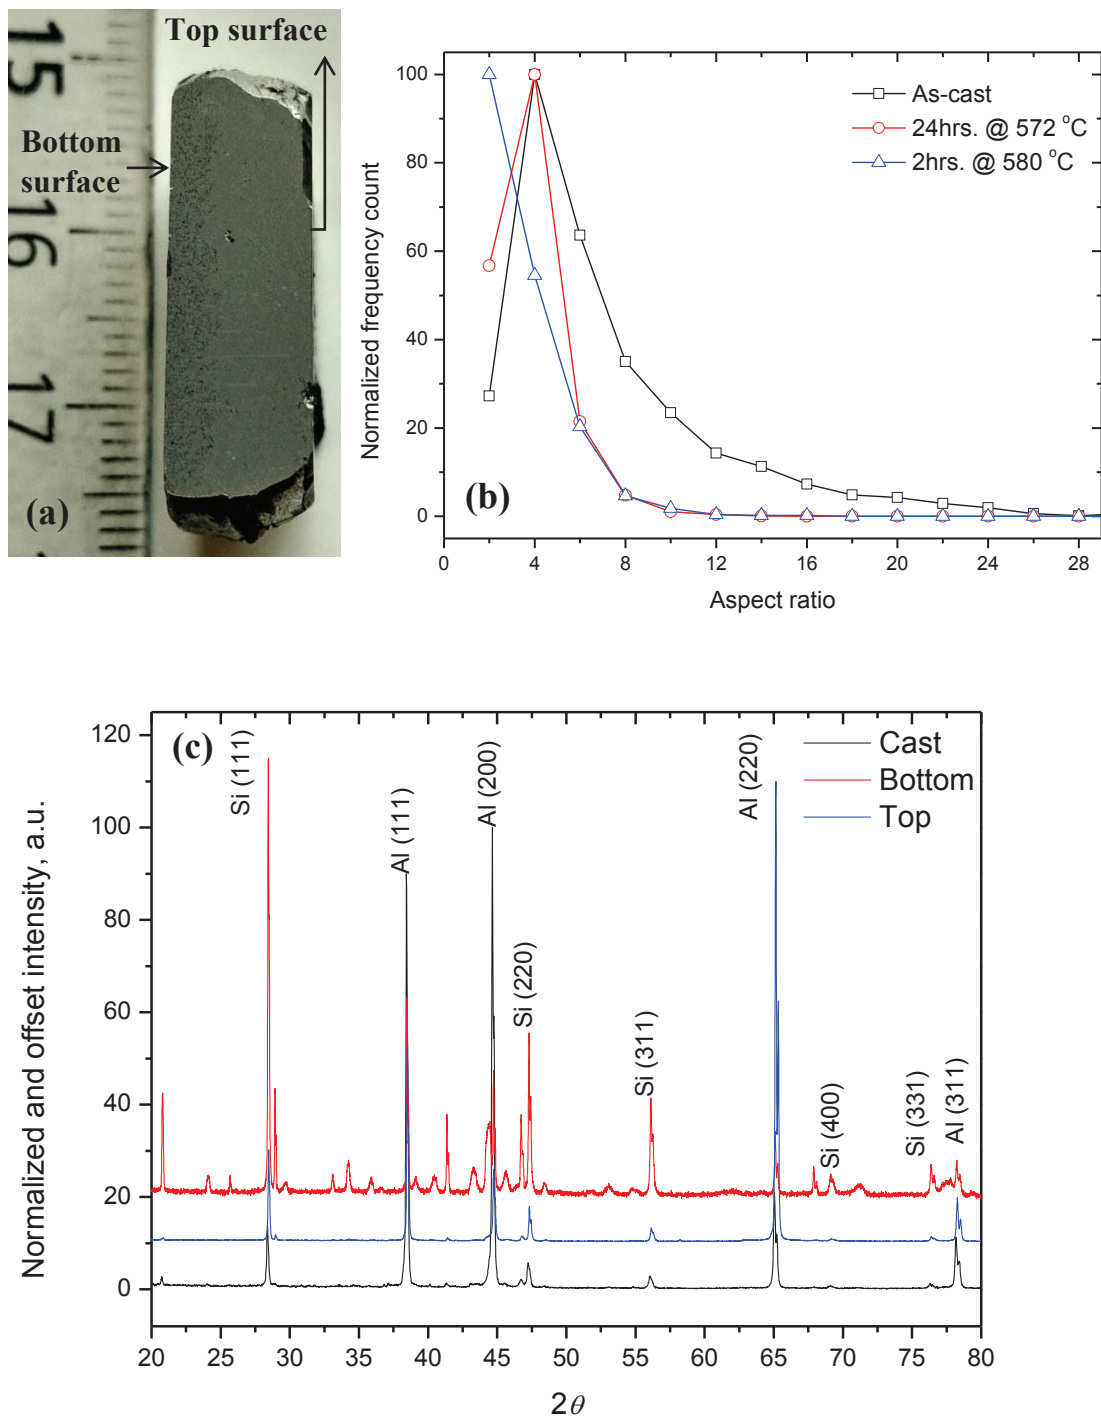 Top surface
Bottom
surface
15
16
17
(a)
100
80
60
40
20
0
Normalized frequency count
As-cast
24hrs. @ 572 °C
2hrs. @ 580 °C
(b)
0 4 8 12 16 20 24 28
Aspect ratio
120
100
80
60
40
20
0
Normalized and offset intensity, a.u.
(c)
Si (111)
Al (111)
Al (200)
Si (220)
Si (311)
Al (220)
Si (400)
Si (331)
Al (311)
Cast
Bottom
Top
20 25 30 35 40 45 50 55 60 65 70 75 80
2θ